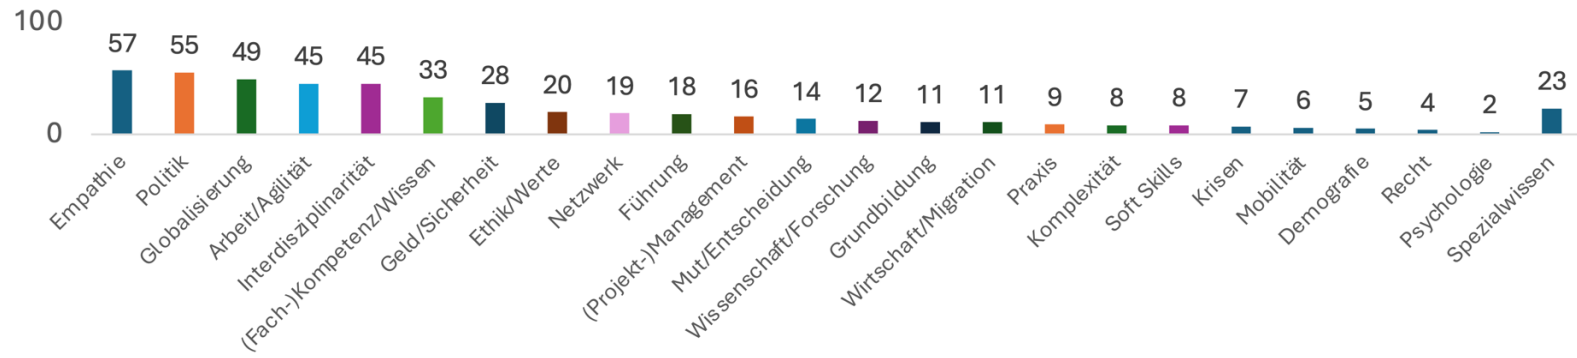 100
57 55 49 45 45 33 28 20 19 18 16 14 12 11 11 9 8 8 7 6 5 4 2 23
0
Empathie
Politik
Globalisierung
Arbeit/Agilität
Interdisziplinarität
(Fach-)Kompetenz/Wissen
Geld/Sicherheit
Ethik/Werte
Netzwerk
Führung
(Projekt-)Management
Mut/Entscheidung
Wissenschaft/Forschung
Grundbildung
Wirtschaft/Migration
Praxis
Komplexität
Soft Skills
Krisen
Mobilität
Demografie
Recht
Psychologie
Spezialwissen